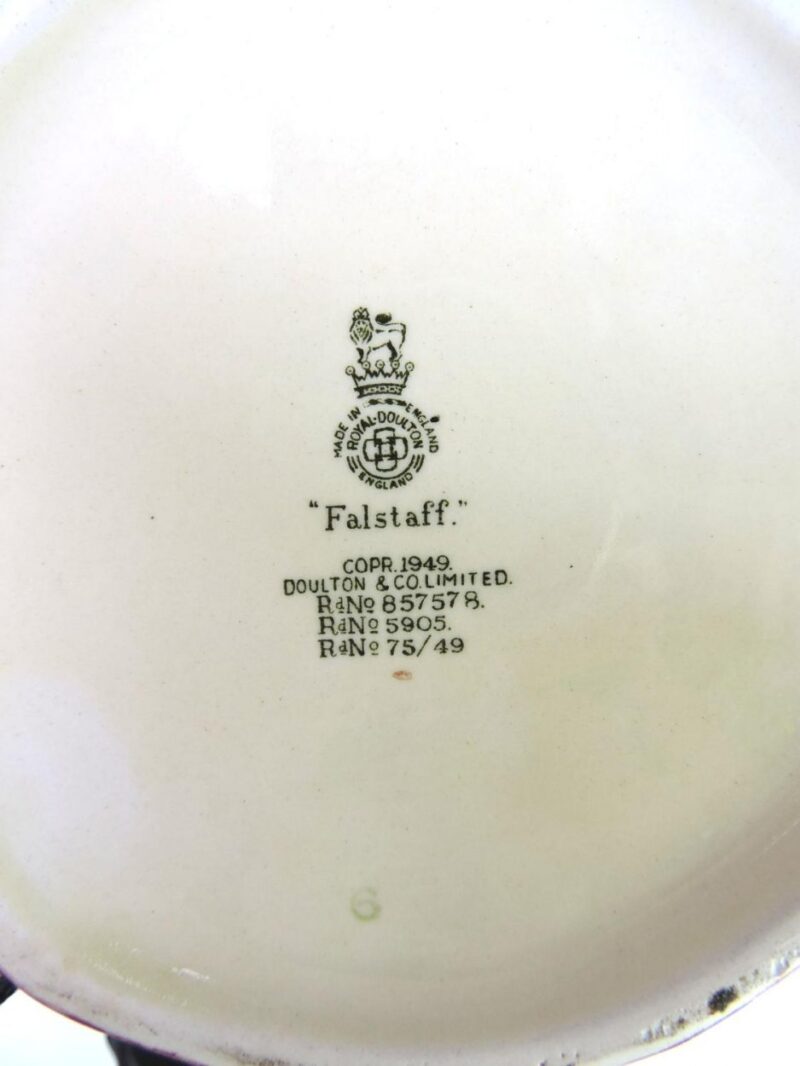 MADE IN ENGLAND
ROYAL·DOULTON
ENGLAND
"Falstaff."
COPR.1949.
DOULTON & CO.LIMITED.
RdNo 857578.
RdNo 5905.
RdNo 75/49
6